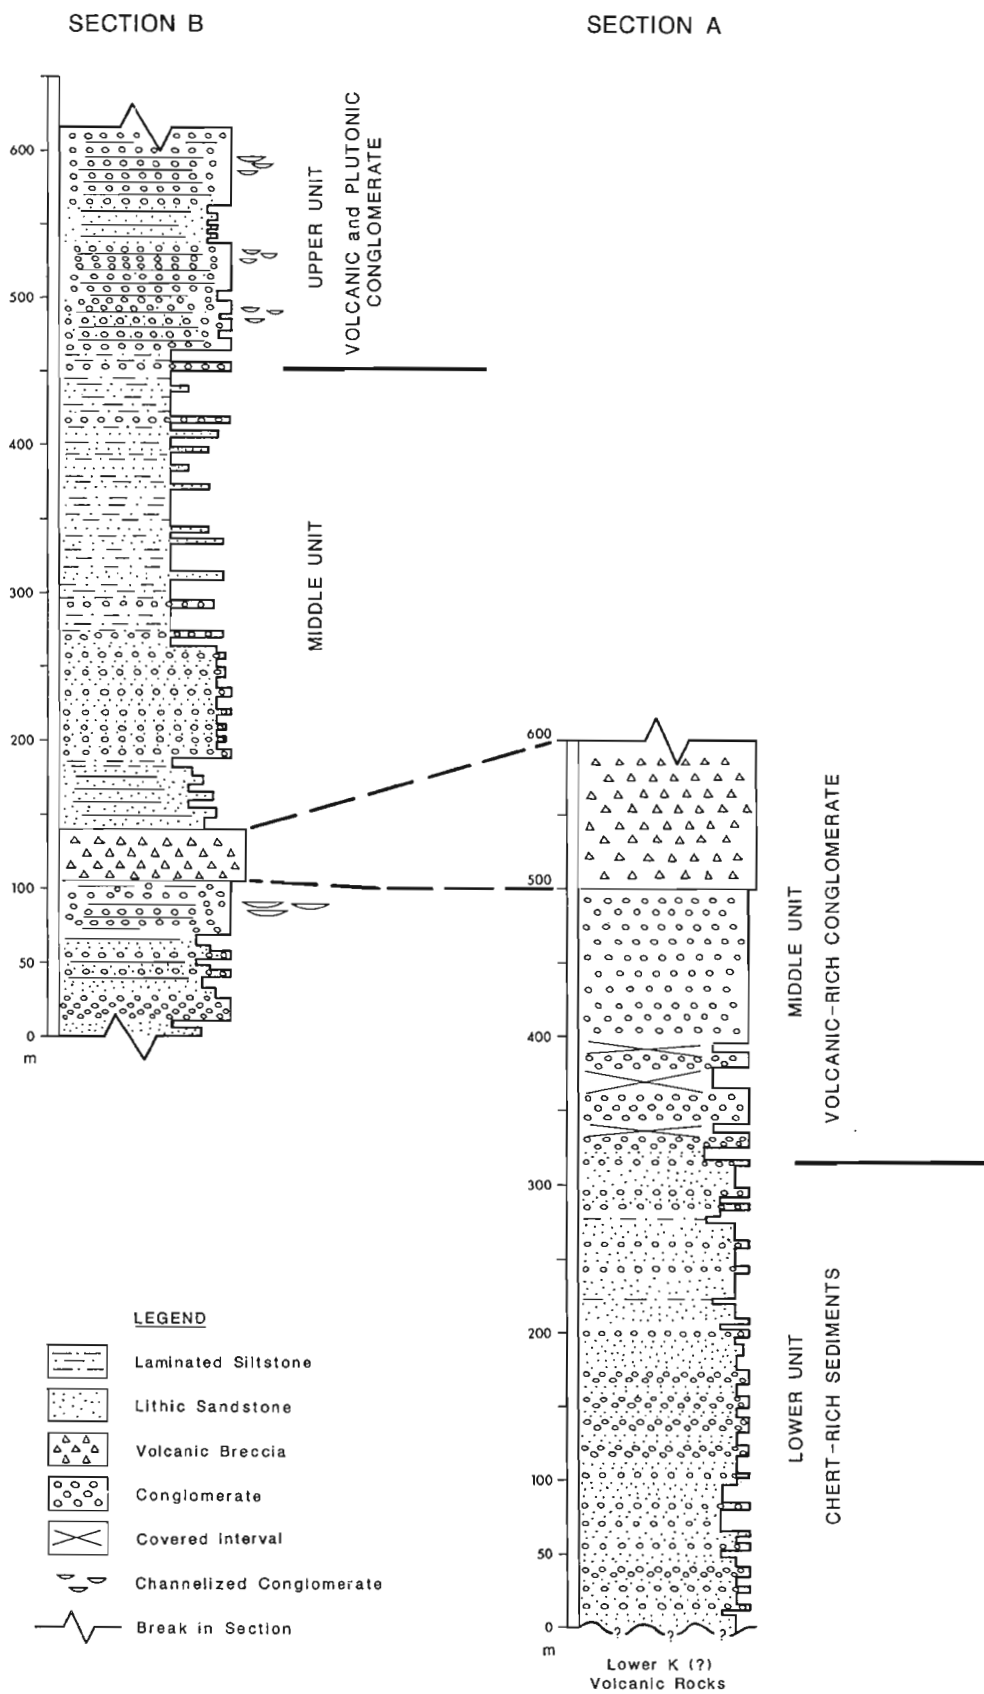 SECTION B
SECTION A
600
500
400
300
200
100
50
0
m
UPPER UNIT
VOLCANIC and PLUTONIC
CONGLOMERATE
MIDDLE UNIT
600
500
400
300
200
100
50
0
m
MIDDLE UNIT
VOLCANIC-RICH CONGLOMERATE
LOWER UNIT
CHERT-RICH SEDIMENTS
? ? ?
Lower K (?)
Volcanic Rocks
LEGEND
Laminated Siltstone
Lithic Sandstone
Volcanic Breccia
Conglomerate
Covered Interval
Channelized Conglomerate
Break in Section